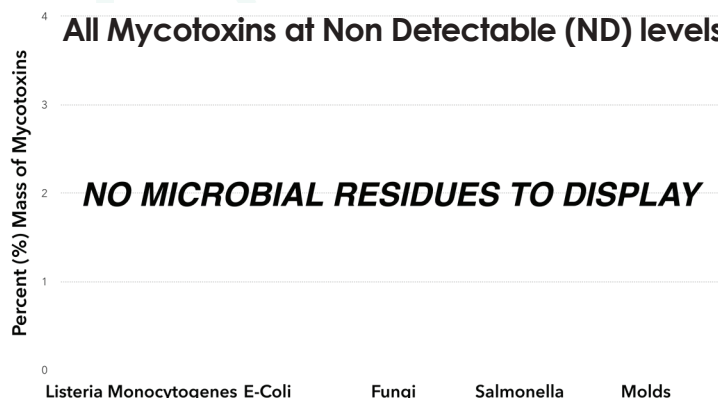 4
All Mycotoxins at Non Detectable (ND) levels
Percent (%) Mass of Mycotoxins
3
2
NO MICROBIAL RESIDUES TO DISPLAY
1
0
Listeria Monocytogenes E-Coli Fungi Salmonella Molds